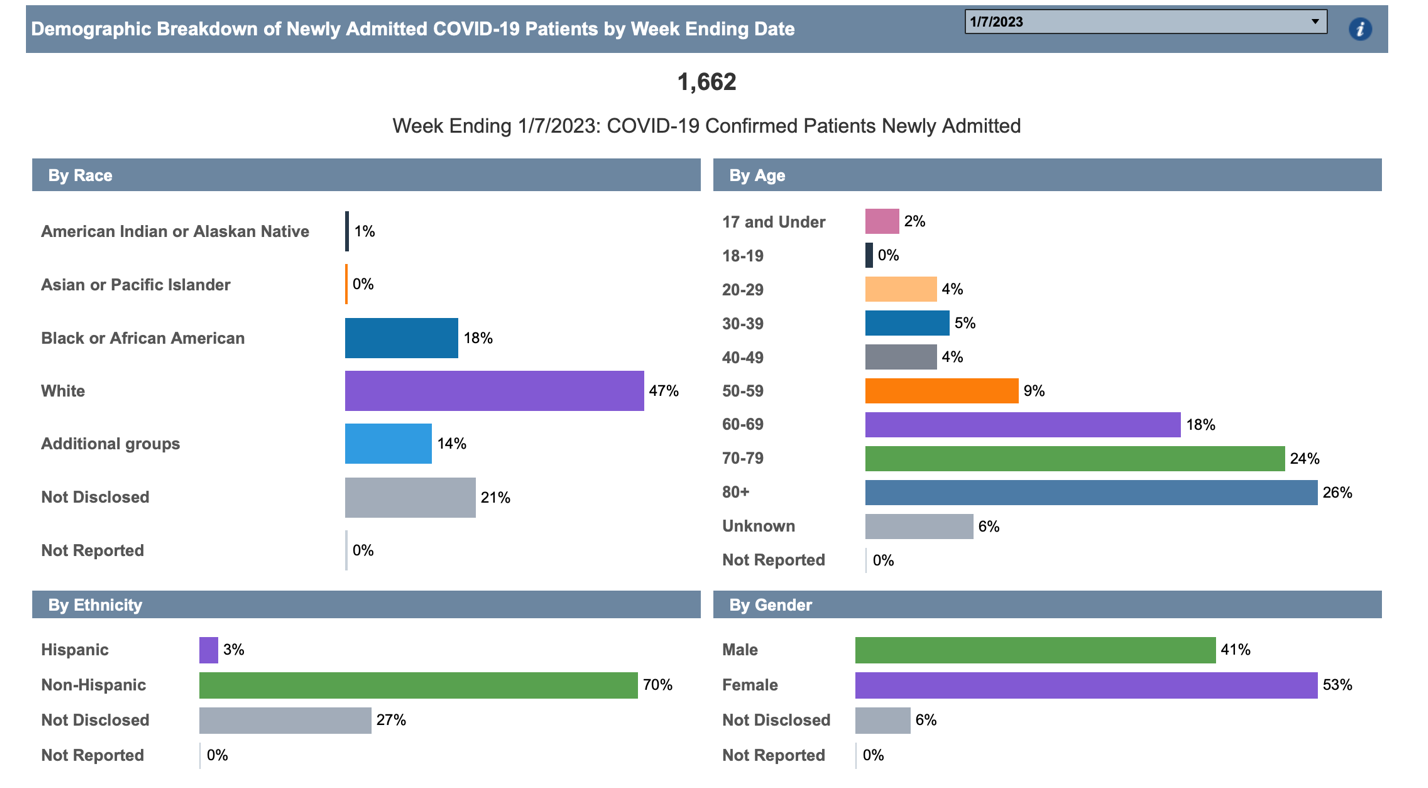 Demographic Breakdown of Newly Admitted COVID-19 Patients by Week Ending Date
1/7/2023
i
1,662
Week Ending 1/7/2023: COVID-19 Confirmed Patients Newly Admitted
By Race
American Indian or Alaskan Native 1%
Asian or Pacific Islander 0%
Black or African American 18%
White 47%
Additional groups 14%
Not Disclosed 21%
Not Reported 0%
By Age
17 and Under 2%
18-19 0%
20-29 4%
30-39 5%
40-49 4%
50-59 9%
60-69 18%
70-79 24%
80+ 26%
Unknown 6%
Not Reported 0%
By Ethnicity
Hispanic 3%
Non-Hispanic 70%
Not Disclosed 27%
Not Reported 0%
By Gender
Male 41%
Female 53%
Not Disclosed 6%
Not Reported 0%